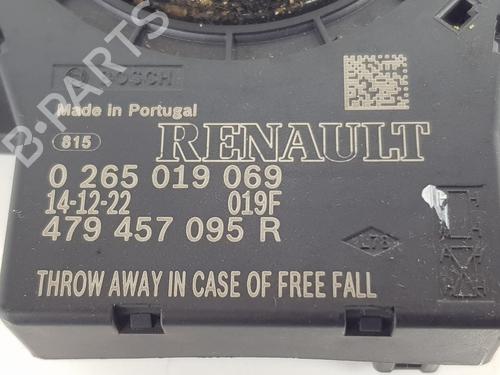 BOSCH
Made in Portugal
815
RENAULT
0 265 019 069
14-12-22 019F
479 457 095 R
L78
THROW AWAY IN CASE OF FREE FALL
B-PARTS